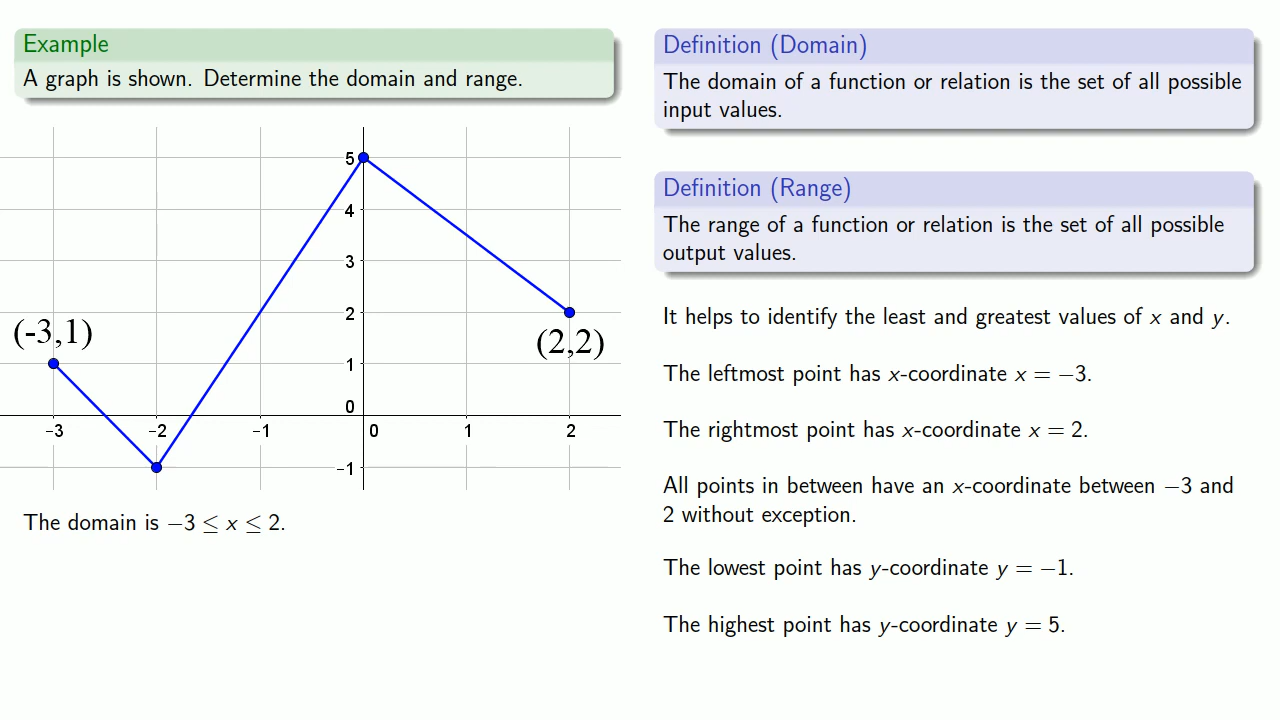 Example
A graph is shown. Determine the domain and range.
5
4
3
2
1
0
−1
−3
−2
−1
0
1
2
(-3,1)
(2,2)
The domain is −3 ≤ x ≤ 2.
Definition (Domain)
The domain of a function or relation is the set of all possible
input values.
Definition (Range)
The range of a function or relation is the set of all possible
output values.
It helps to identify the least and greatest values of x and y.
The leftmost point has x-coordinate x = −3.
The rightmost point has x-coordinate x = 2.
All points in between have an x-coordinate between −3 and
2 without exception.
The lowest point has y-coordinate y = −1.
The highest point has y-coordinate y = 5.